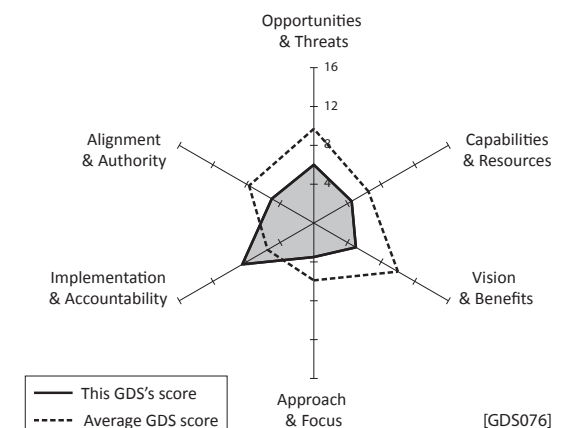 Opportunities
& Threats
16
12
8
4
Alignment
& Authority
Capabilities
& Resources
Implementation
& Accountability
Vision
& Benefits
This GDS's score
Average GDS score
Approach
& Focus
[GDS076]